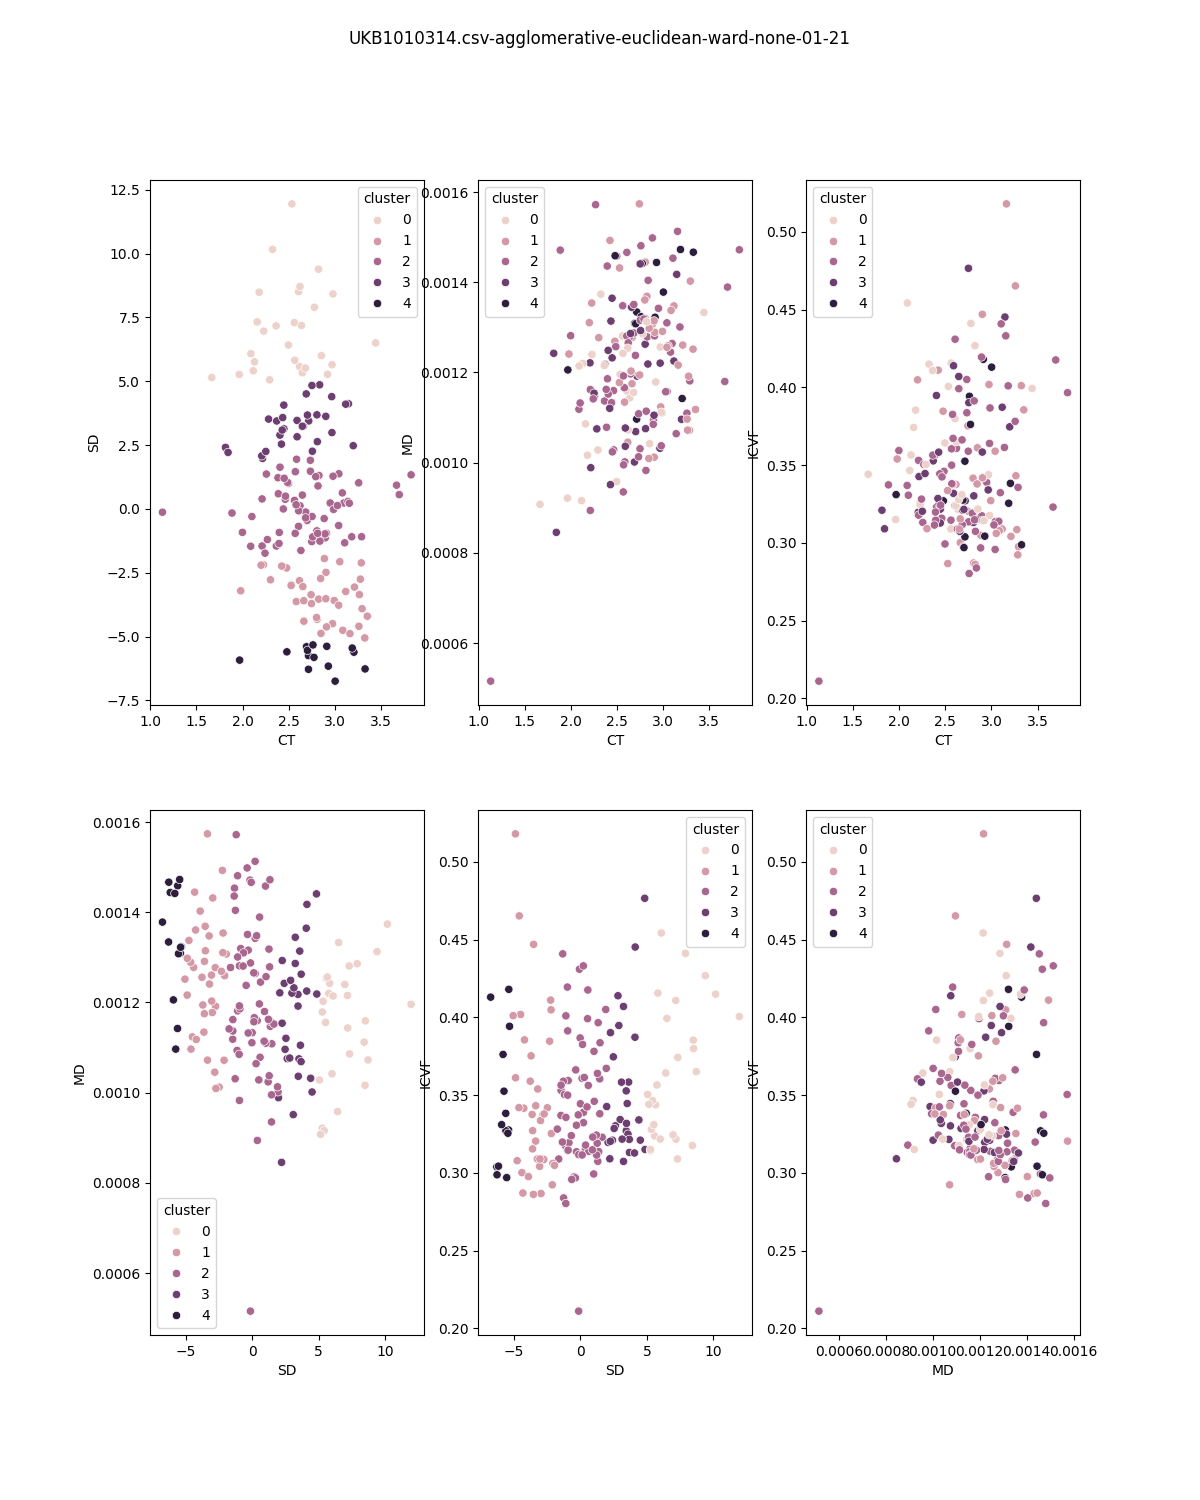 UKB1010314.csv-agglomerative-euclidean-ward-none-01-21
12.5
10.0
7.5
5.0
2.5
0.0
−2.5
−5.0
−7.5
SD
1.0 1.5 2.0 2.5 3.0 3.5
CT
cluster
0
1
2
3
4
0.0016
0.0014
0.0012
0.0010
0.0008
0.0006
MD
1.0 1.5 2.0 2.5 3.0 3.5
CT
cluster
0
1
2
3
4
0.50
0.45
0.40
0.35
0.30
0.25
0.20
ICVF
1.0 1.5 2.0 2.5 3.0 3.5
CT
cluster
0
1
2
3
4
0.0016
0.0014
0.0012
0.0010
0.0008
0.0006
MD
−5 0 5 10
SD
cluster
0
1
2
3
4
0.50
0.45
0.40
0.35
0.30
0.25
0.20
ICVF
−5 0 5 10
SD
cluster
0
1
2
3
4
0.50
0.45
0.40
0.35
0.30
0.25
0.20
ICVF
0.0006 0.0008 0.0010 0.0012 0.0014 0.0016
MD
cluster
0
1
2
3
4